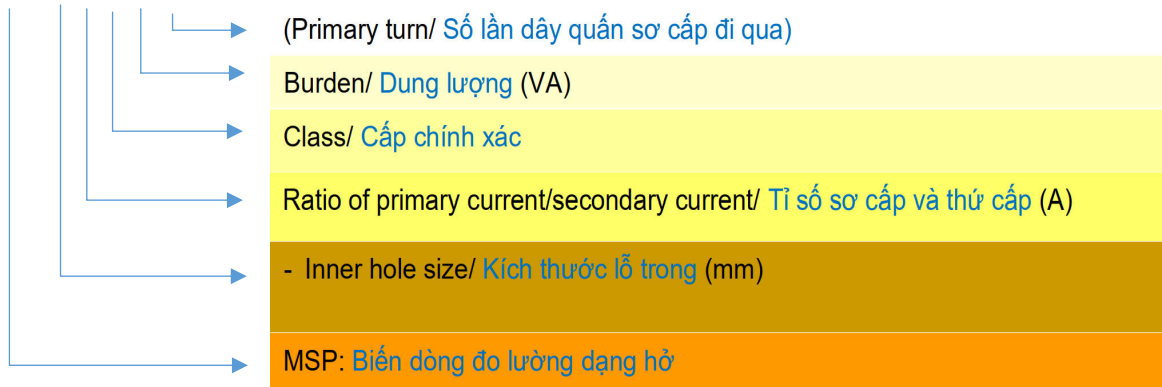 (Primary turn/ Số lần dây quấn sơ cấp đi qua)
Burden/ Dung lượng (VA)
Class/ Cấp chính xác
Ratio of primary current/secondary current/ Tỉ số sơ cấp và thứ cấp (A)
- Inner hole size/ Kích thước lỗ trong (mm)
MSP: Biến dòng đo lường dạng hở